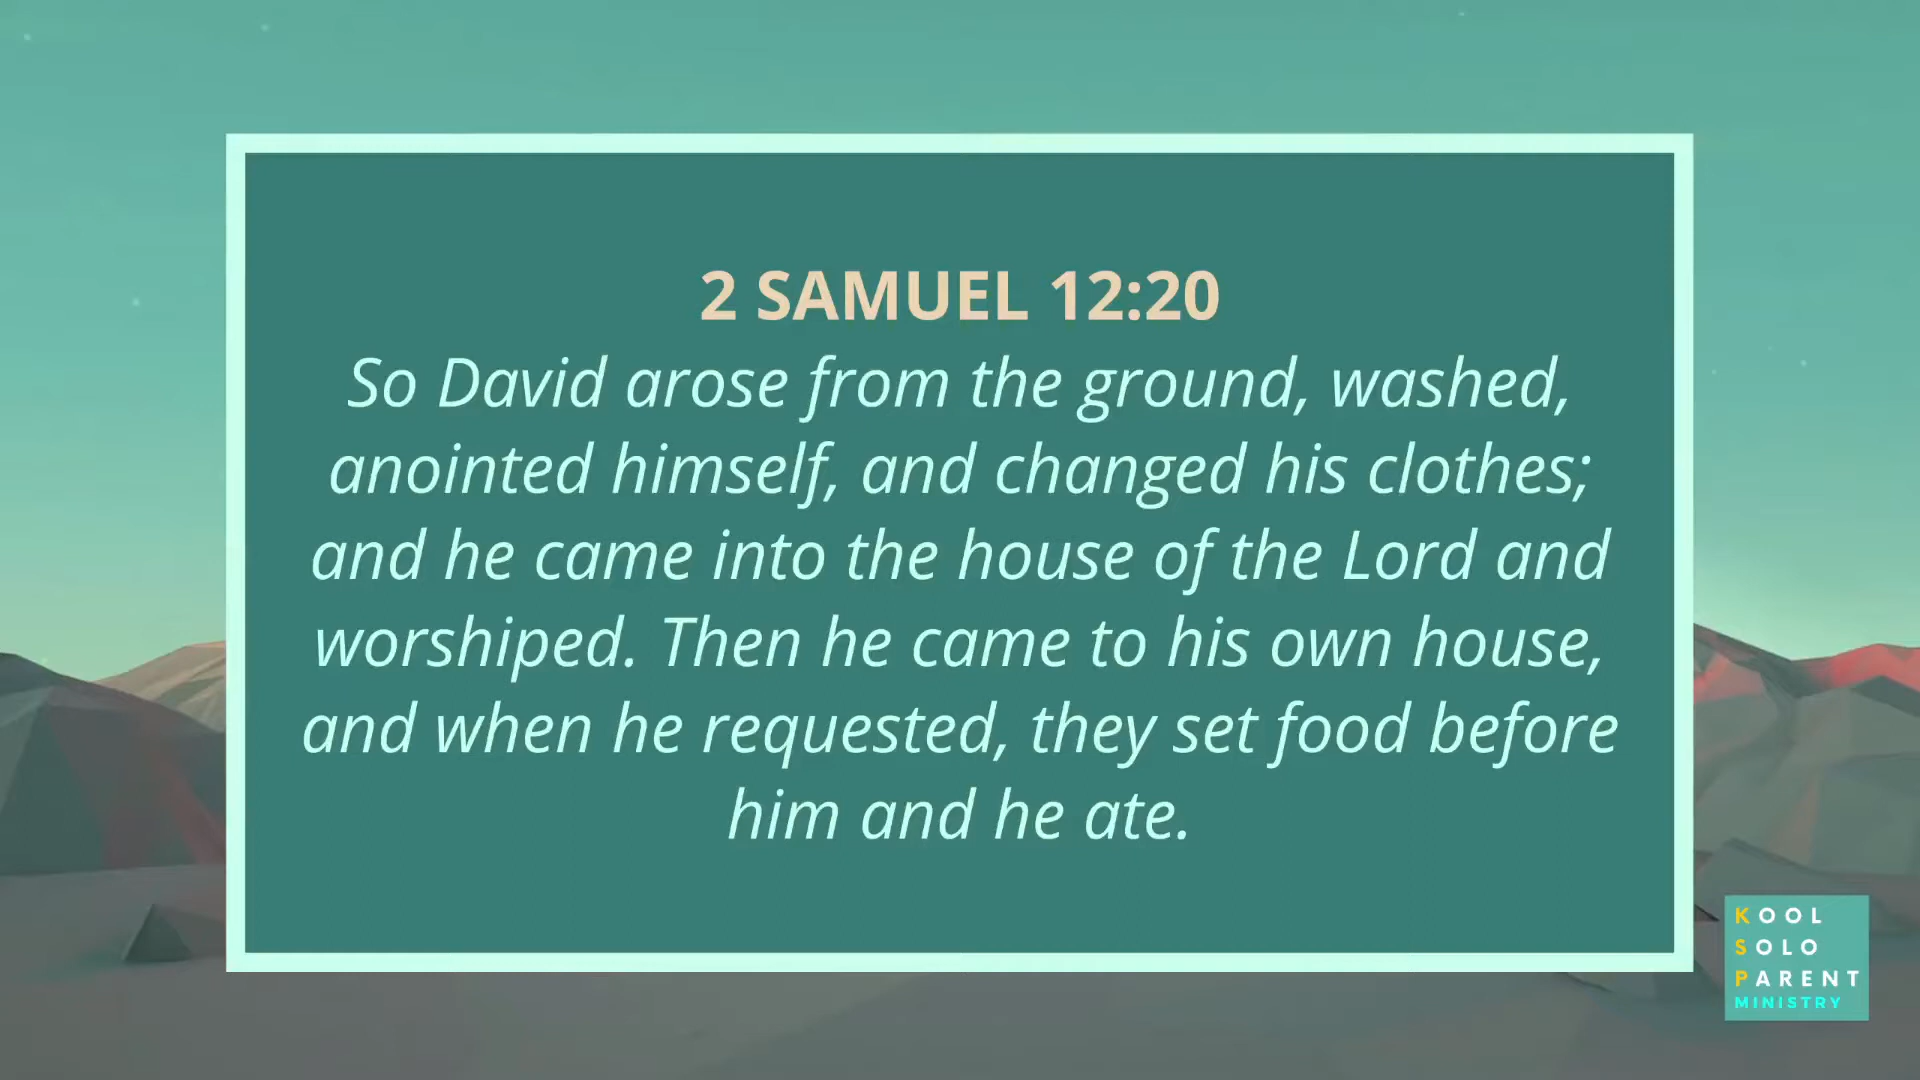 2 SAMUEL 12:20
So David arose from the ground, washed,
anointed himself, and changed his clothes;
and he came into the house of the Lord and
worshiped. Then he came to his own house,
and when he requested, they set food before
him and he ate.
KOOL
SOLO
PARENT
MINISTRY